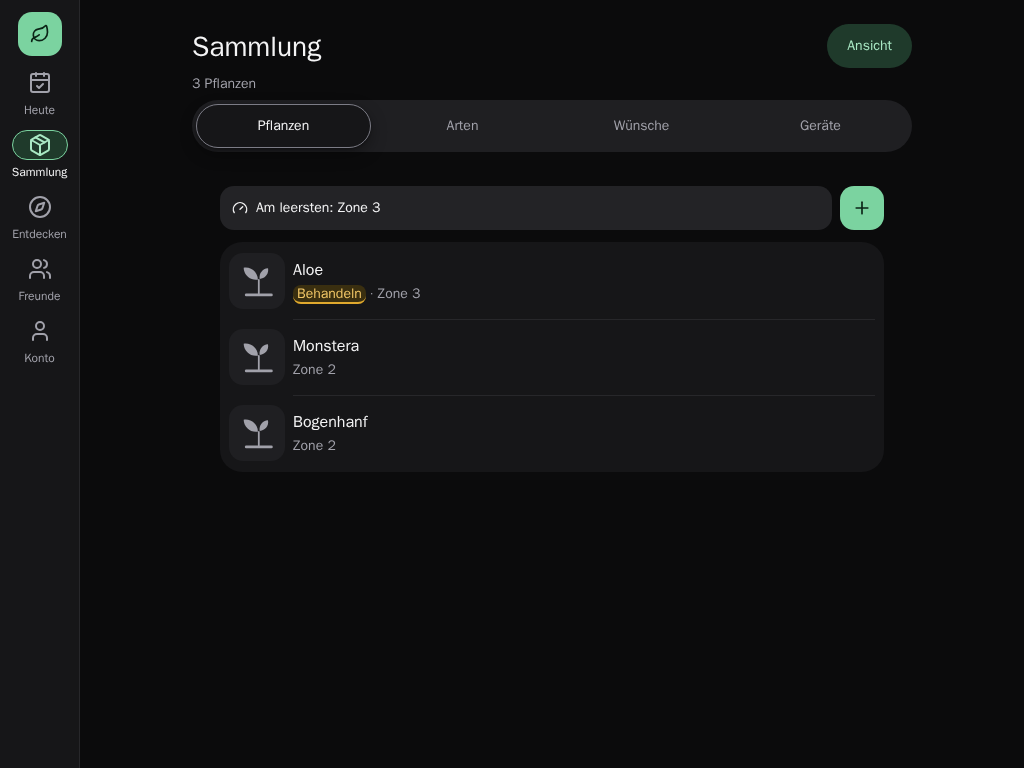 Heute
Sammlung
Entdecken
Freunde
Konto
Sammlung
Ansicht
3 Pflanzen
Pflanzen
Arten
Wünsche
Geräte
Am leersten: Zone 3
Aloe
Behandeln · Zone 3
Monstera
Zone 2
Bogenhanf
Zone 2